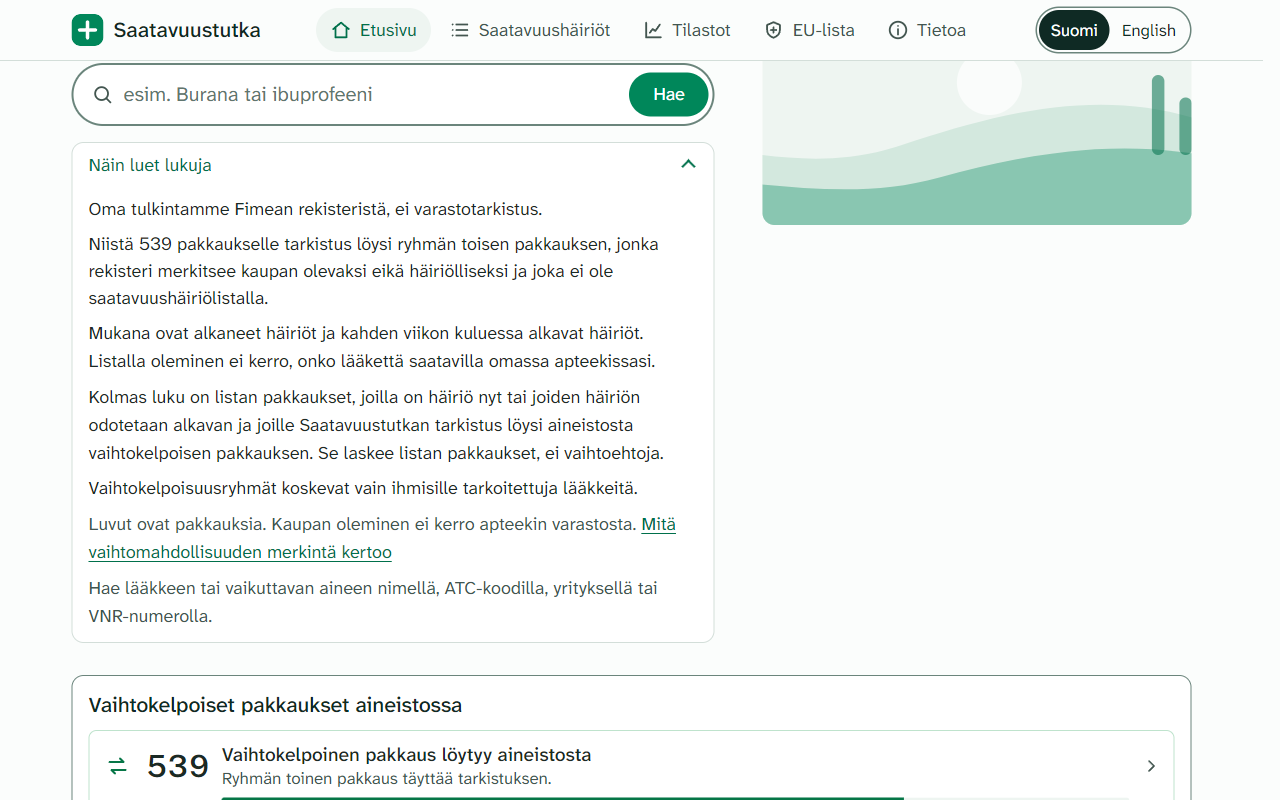 Saatavuustutka
Etusivu
Saatavuushäiriöt
Tilastot
EU-lista
Tietoa
Suomi
English
esim. Burana tai ibuprofeeni
Hae
Näin luet lukuja
Oma tulkintamme Fimean rekisteristä, ei varastotarkistus.
Niistä 539 pakkaukselle tarkistus löysi ryhmän toisen pakkauksen, jonka
rekisteri merkitsee kaupan olevaksi eikä häiriölliseksi ja joka ei ole
saatavuushäiriölistalla.
Mukana ovat alkaneet häiriöt ja kahden viikon kuluessa alkavat häiriöt.
Listalla oleminen ei kerro, onko lääkettä saatavilla omassa apteekissasi.
Kolmas luku on listan pakkaukset, joilla on häiriö nyt tai joiden häiriön
odotetaan alkavan ja joille Saatavuustutkan tarkistus löysi aineistosta
vaihtokelpoisen pakkauksen. Se laskee listan pakkaukset, ei vaihtoehtoja.
Vaihtokelpoisuusryhmät koskevat vain ihmisille tarkoitettuja lääkkeitä.
Luvut ovat pakkauksia. Kaupan oleminen ei kerro apteekin varastosta. Mitä
vaihtomahdollisuuden merkintä kertoo
Hae lääkkeen tai vaikuttavan aineen nimellä, ATC-koodilla, yrityksellä tai
VNR-numerolla.
Vaihtokelpoiset pakkaukset aineistossa
539
Vaihtokelpoinen pakkaus löytyy aineistosta
Ryhmän toinen pakkaus täyttää tarkistuksen.